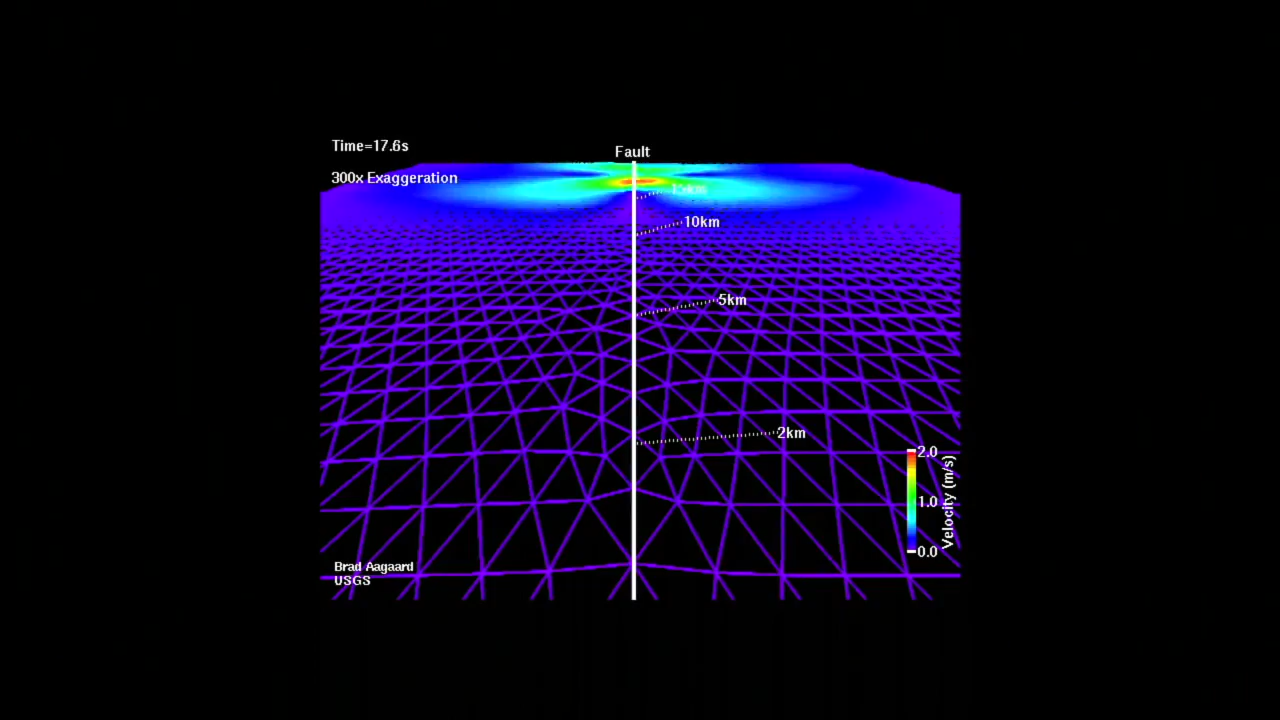 Time=17.6s
Fault
300x Exaggeration
15km
10km
5km
2km
2.0
1.0
0.0
Velocity (m/s)
Brad Aagaard
USGS